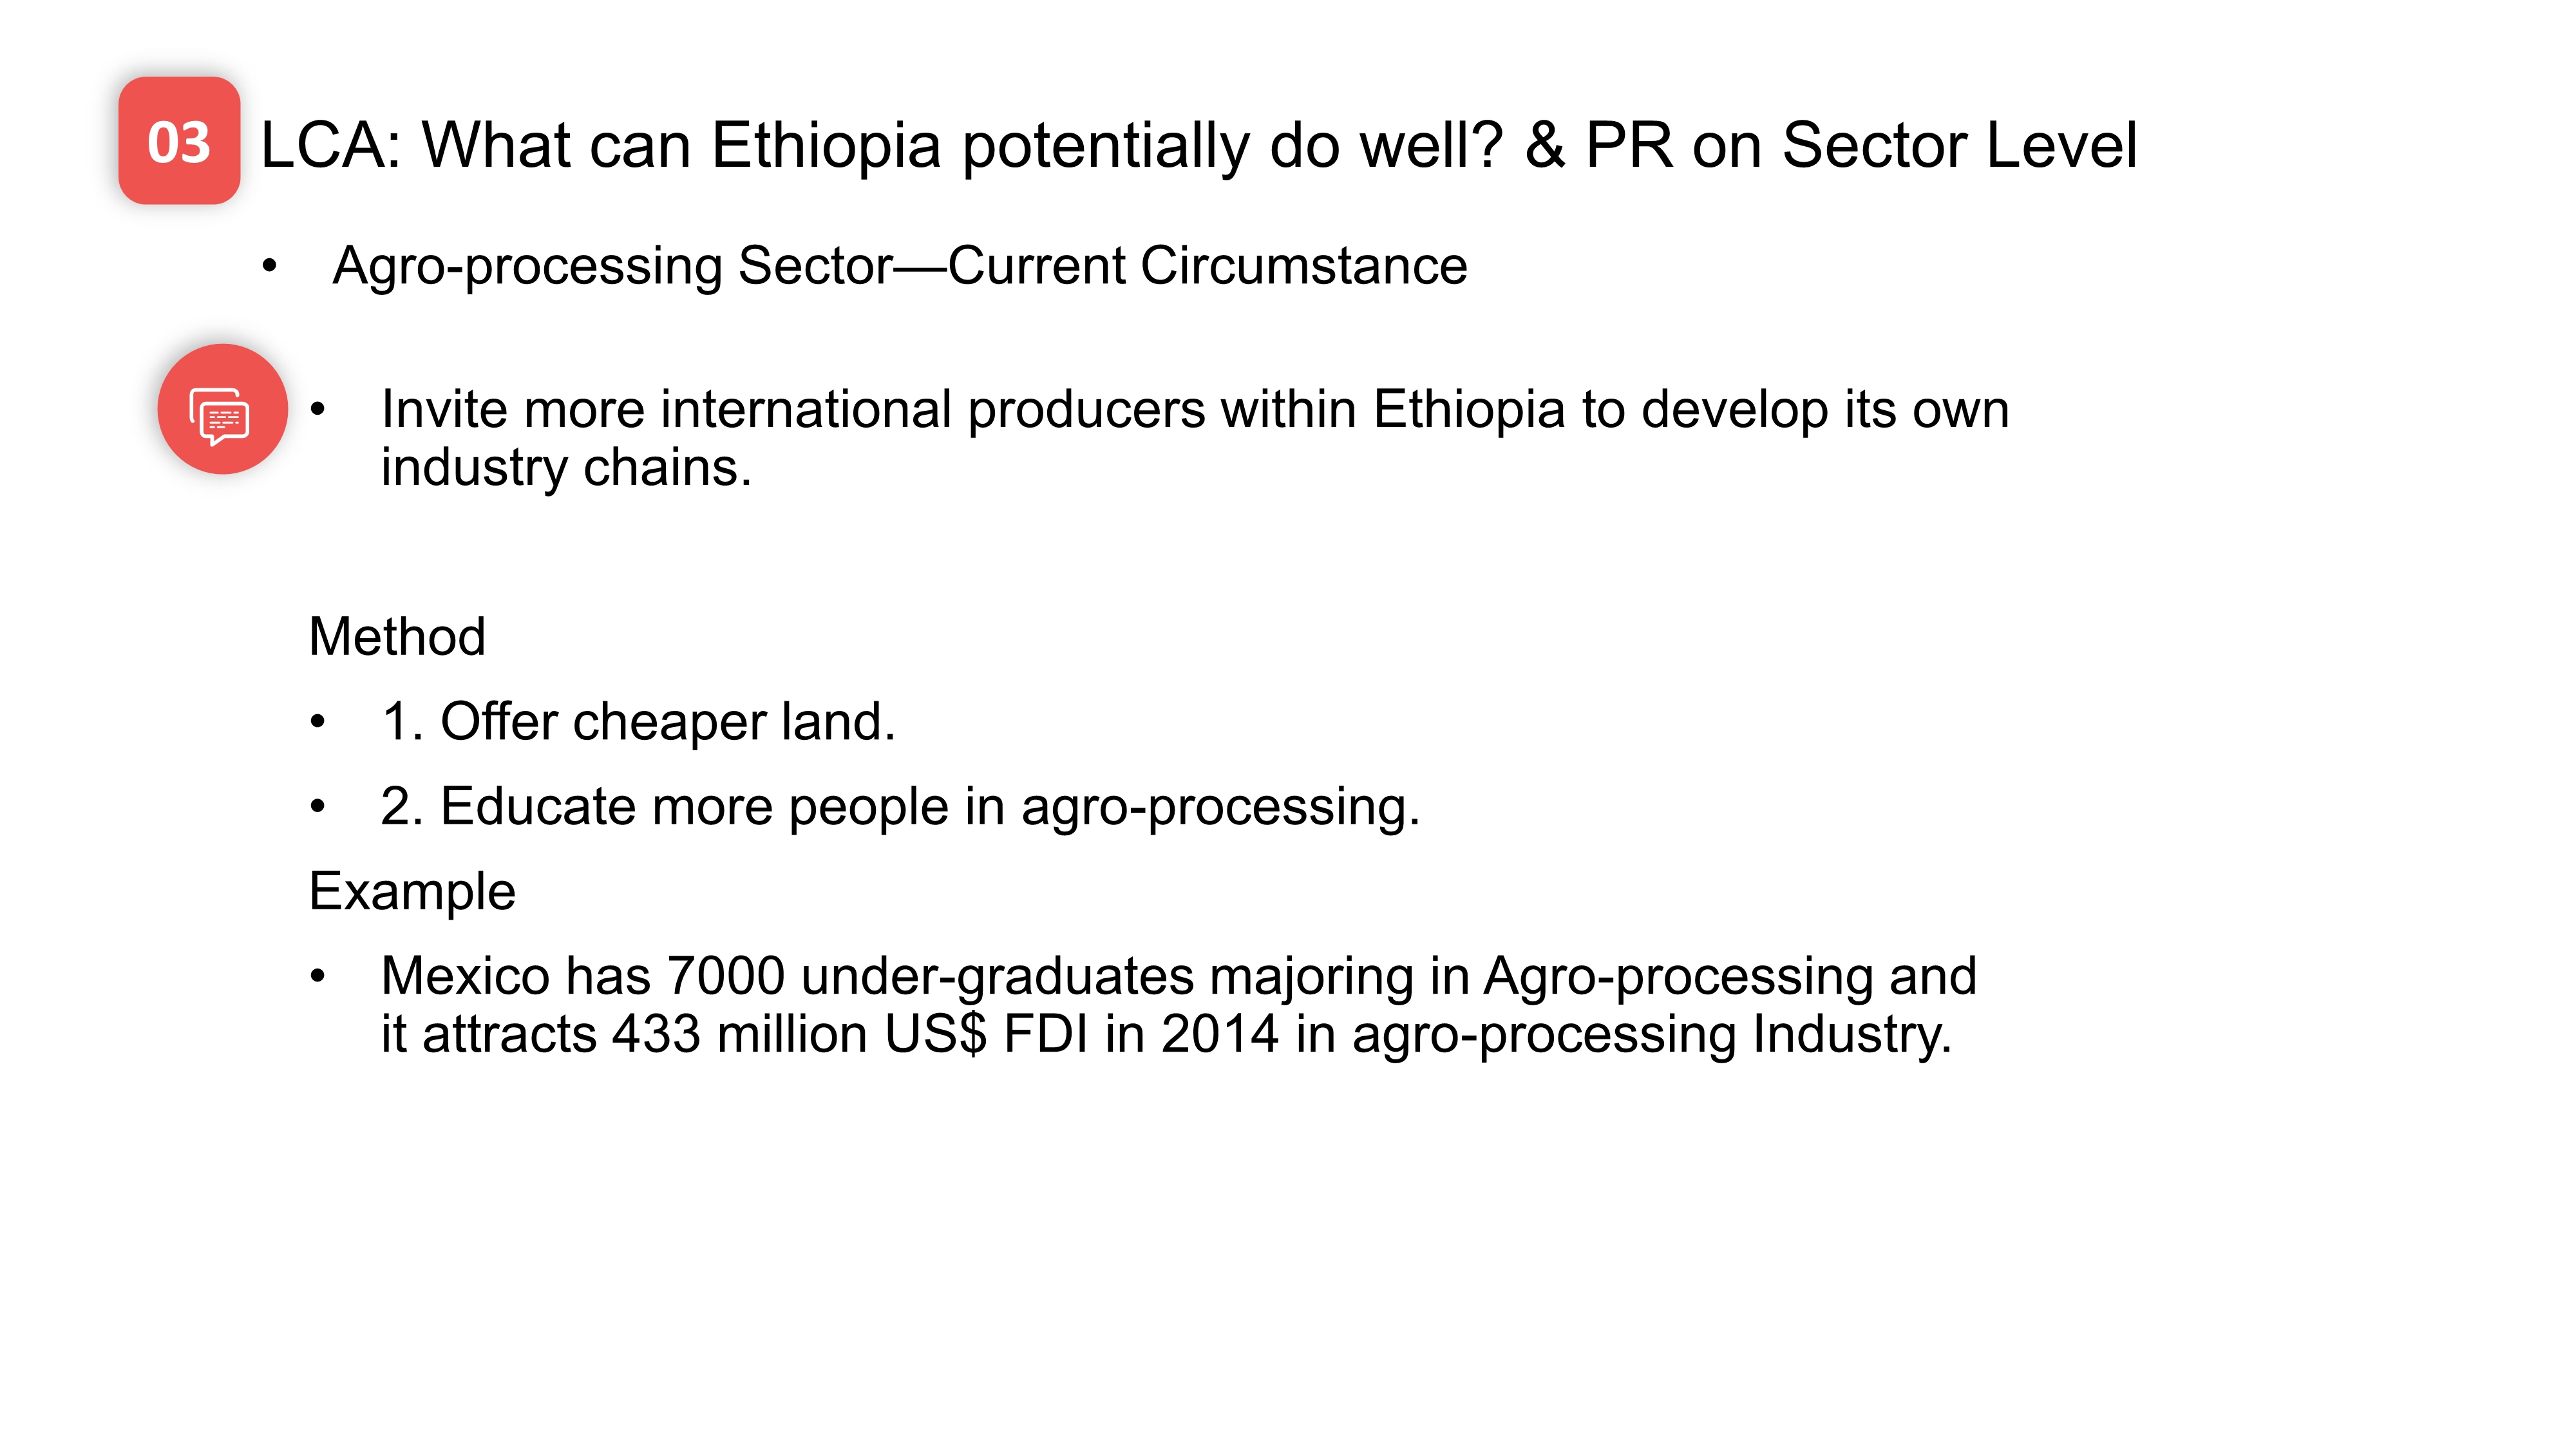 03
LCA: What can Ethiopia potentially do well? & PR on Sector Level
• Agro-processing Sector—Current Circumstance
• Invite more international producers within Ethiopia to develop its own
industry chains.
Method
• 1. Offer cheaper land.
• 2. Educate more people in agro-processing.
Example
• Mexico has 7000 under-graduates majoring in Agro-processing and
it attracts 433 million US$ FDI in 2014 in agro-processing Industry.